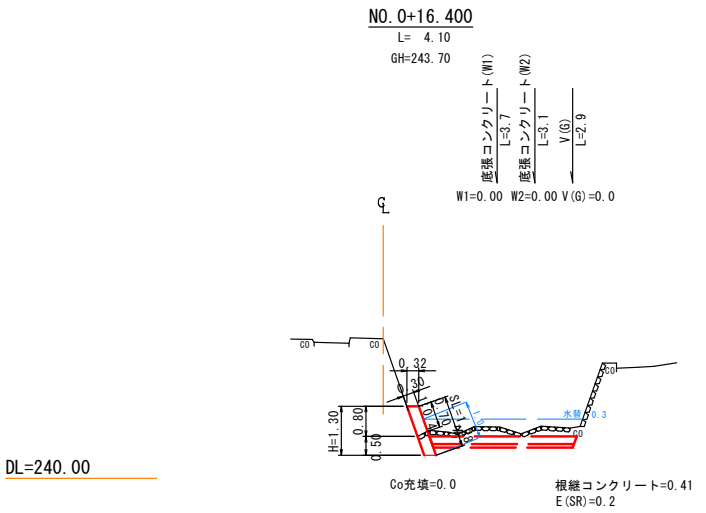 NO.0+16.400
L= 4.10
GH=243.70
底張コンクリート(W1)
L=3.7
底張コンクリート(W2)
L=3.1
V(G)
L=2.9
W1=0.00 W2=0.00 V(G)=0.0
CL
CO
CO
CO
0.32
0.30
水替
0.3
CO
H=1.30
0.80
0.50
DL=240.00
Co充填=0.0
根継コンクリート=0.41
E(SR)=0.2